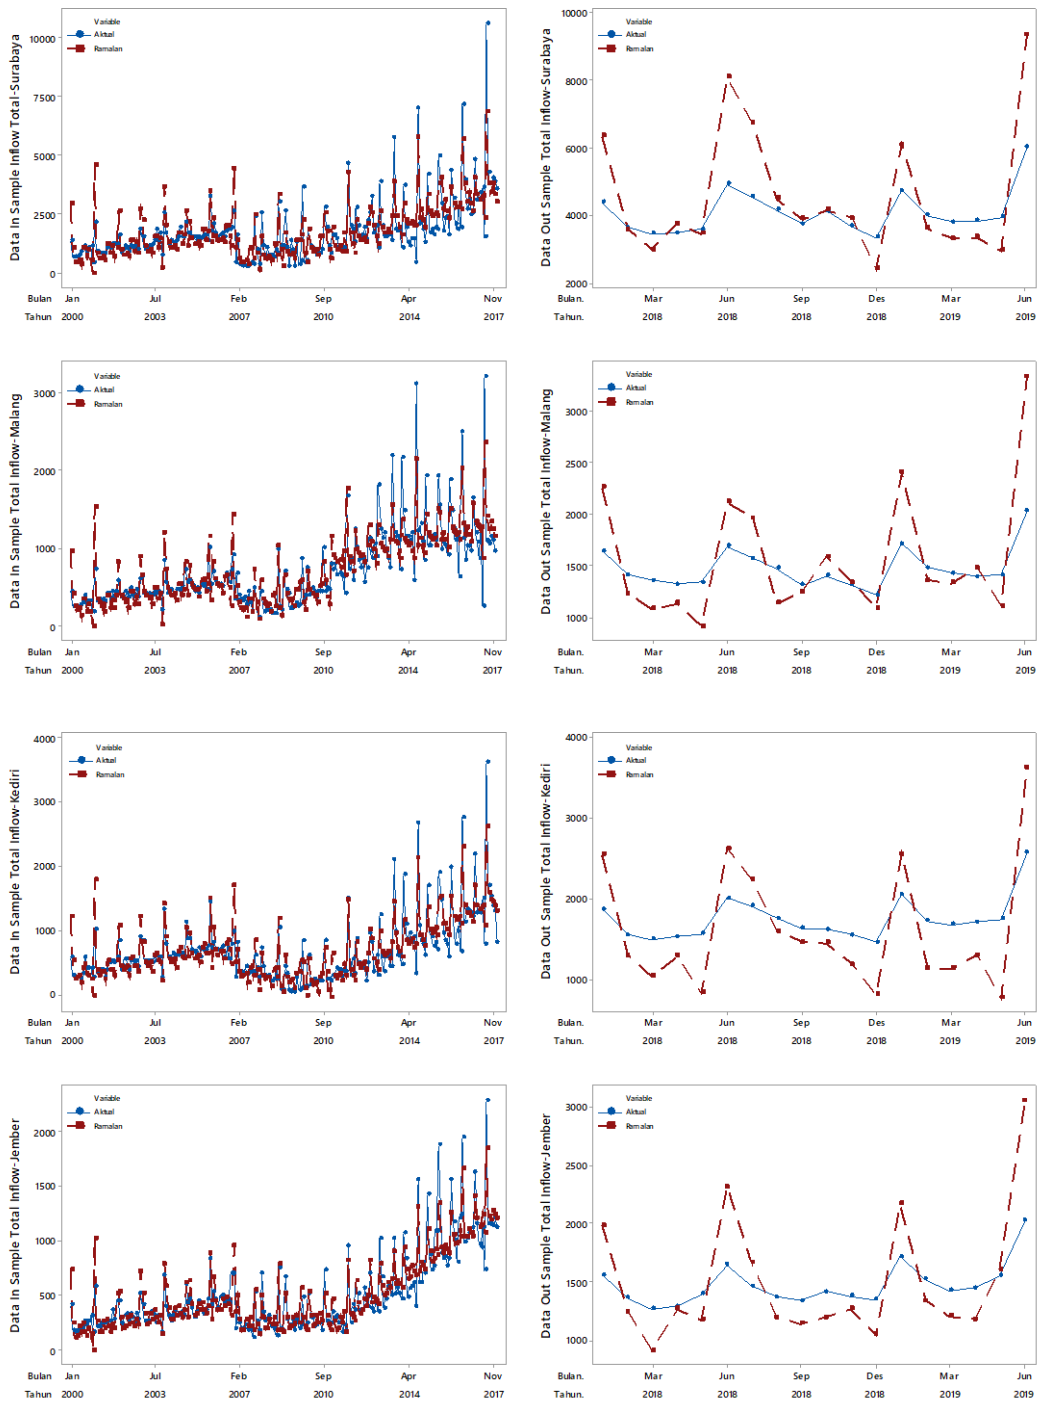 Data In Sample Inflow Total-Surabaya
Variable
Aktual
Ramalan
10000
7500
5000
2500
0
Bulan Jan Jul Feb Sep Apr Nov
Tahun 2000 2003 2007 2010 2014 2017
Data Out Sample Total Inflow-Surabaya
Variable
Aktual
Ramalan
10000
8000
6000
4000
2000
Bulan. Mar Jun Sep Des Mar Jun
Tahun. 2018 2018 2018 2018 2019 2019
Data In Sample Total Inflow-Malang
Variable
Aktual
Ramalan
3000
2000
1000
0
Bulan Jan Jul Feb Sep Apr Nov
Tahun 2000 2003 2007 2010 2014 2017
Data Out Sample Total Inflow-Malang
Variable
Aktual
Ramalan
3000
2500
2000
1500
1000
Bulan. Mar Jun Sep Des Mar Jun
Tahun. 2018 2018 2018 2018 2019 2019
Data In Sample Total Inflow-Kediri
Variable
Aktual
Ramalan
4000
3000
2000
1000
0
Bulan Jan Jul Feb Sep Apr Nov
Tahun 2000 2003 2007 2010 2014 2017
Data Out Sample Total Inflow-Kediri
Variable
Aktual
Ramalan
4000
3000
2000
1000
Bulan. Mar Jun Sep Des Mar Jun
Tahun. 2018 2018 2018 2018 2019 2019
Data In Sample Total Inflow-Jember
Variable
Aktual
Ramalan
2000
1500
1000
500
0
Bulan Jan Jul Feb Sep Apr Nov
Tahun 2000 2003 2007 2010 2014 2017
Data Out Sample Total Inflow-Jember
Variable
Aktual
Ramalan
3000
2500
2000
1500
1000
Bulan. Mar Jun Sep Des Mar Jun
Tahun. 2018 2018 2018 2018 2019 2019